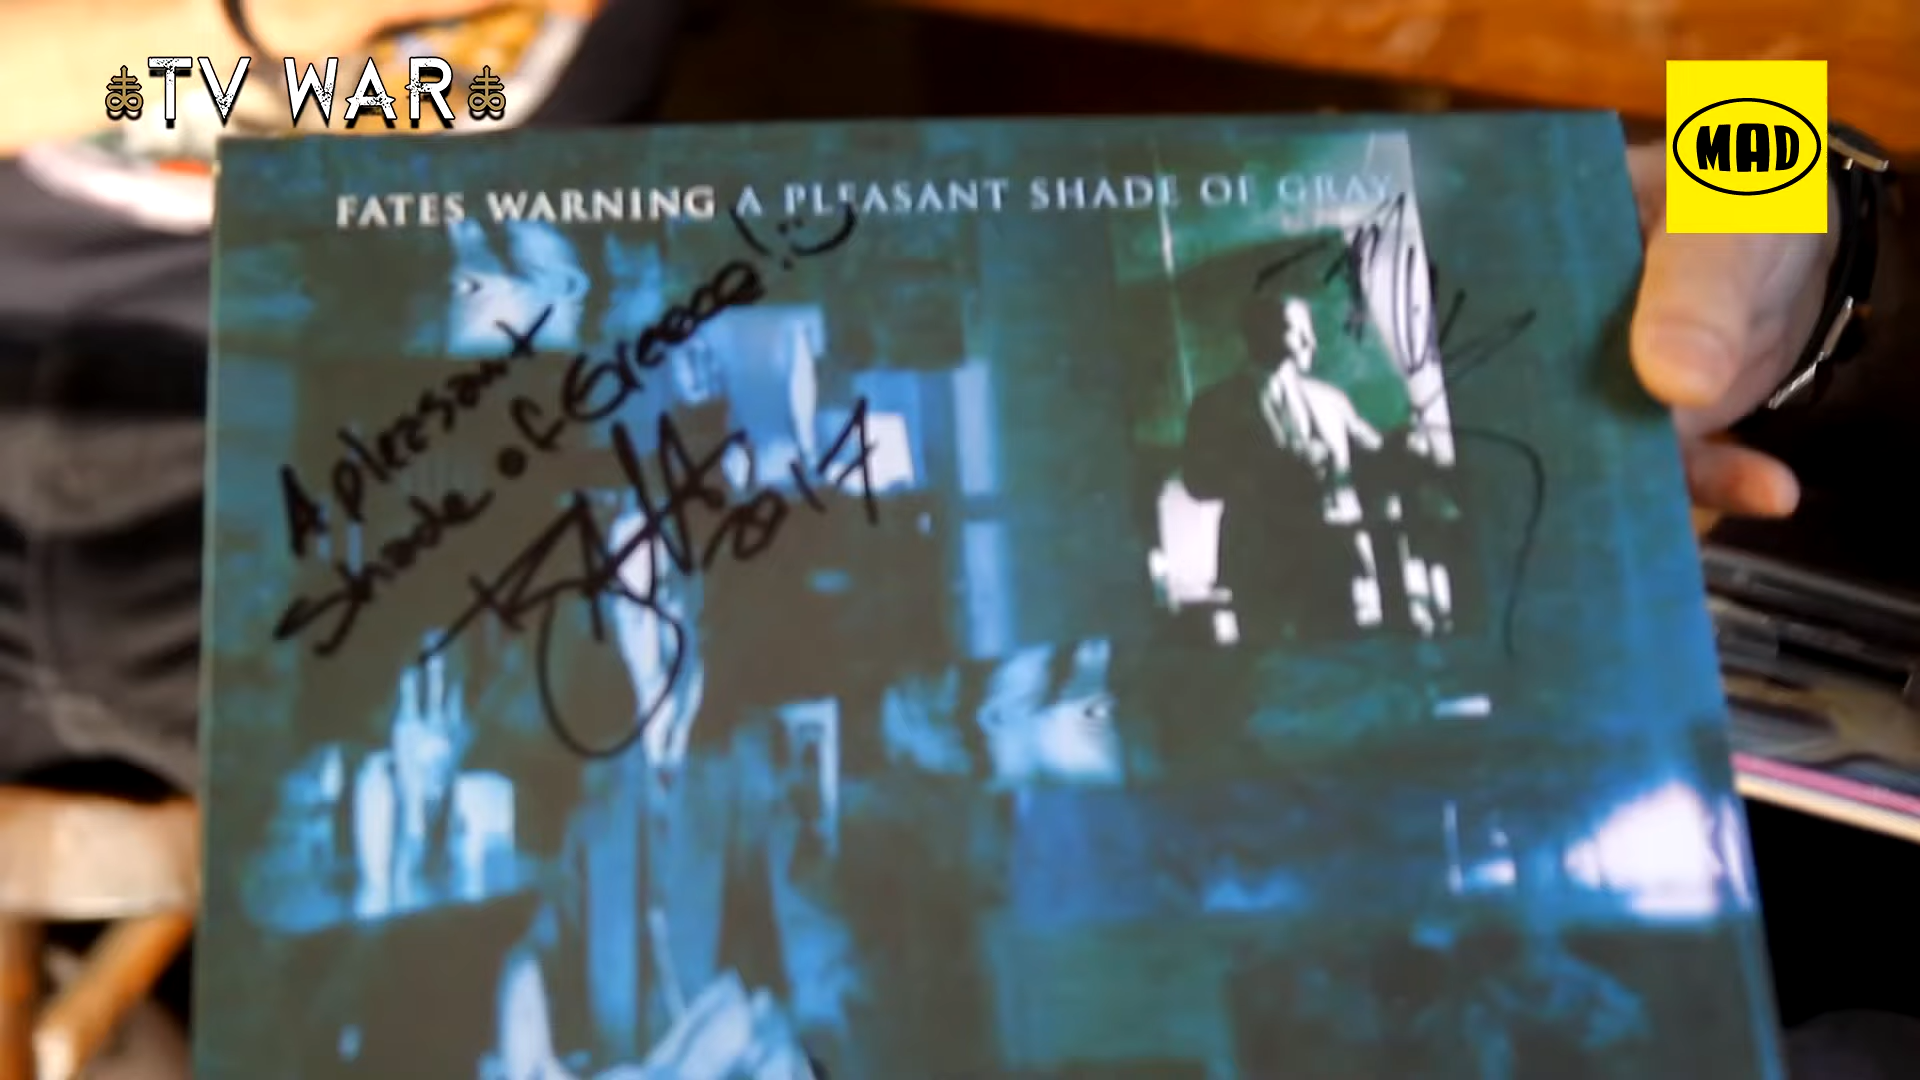 TV WAR
MAD
FATES WARNING A PLEASANT SHADE OF GRAY
A pleasant
shade of Greece! :)
2017